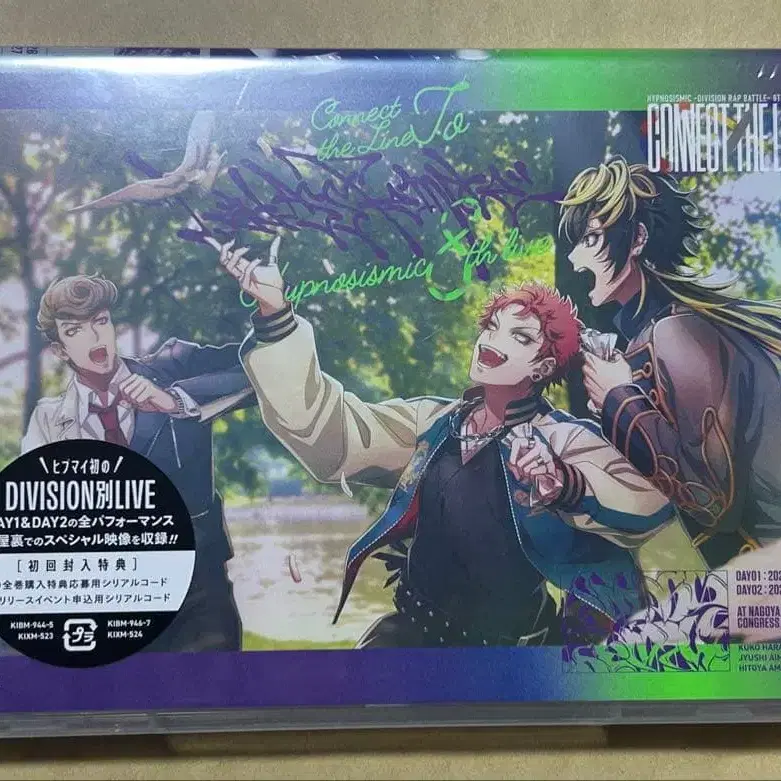 HYPNOSISMIC -DIVISION RAP BATTLE-
CONNECT THE
Connect
the Line To
Hypnosismic 8th live
\ヒプマイ初の/
DIVISION別LIVE
AY1&DAY2の全パフォーマンス
屋裏でのスペシャル映像を収録!!
[初回封入特典]
全巻購入特典応募用シリアルコード
リリースイベント申込用シリアルコード
KIBM-944-5 KIBM-946-7
KIXM-523 KIXM-524
プラ
DAY01:202
DAY02:202
AT NAGOYA
CONGRESS
KUKO HARA
JYUSHI AIM
HITOYA AM